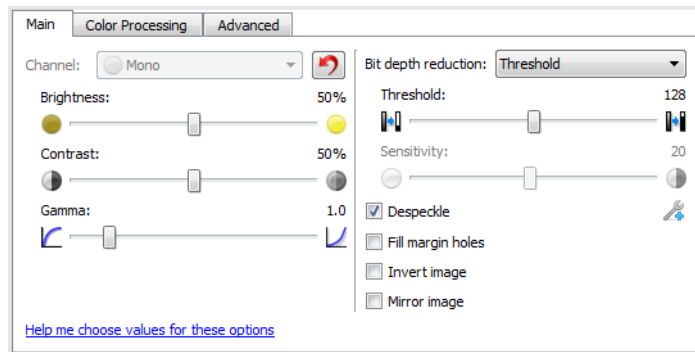 Main
Color Processing
Advanced
Channel:
Mono
Brightness:
50%
Contrast:
50%
Gamma:
1.0
Help me choose values for these options
Bit depth reduction:
Threshold
Threshold:
128
Sensitivity:
20
Despeckle
Fill margin holes
Invert image
Mirror image